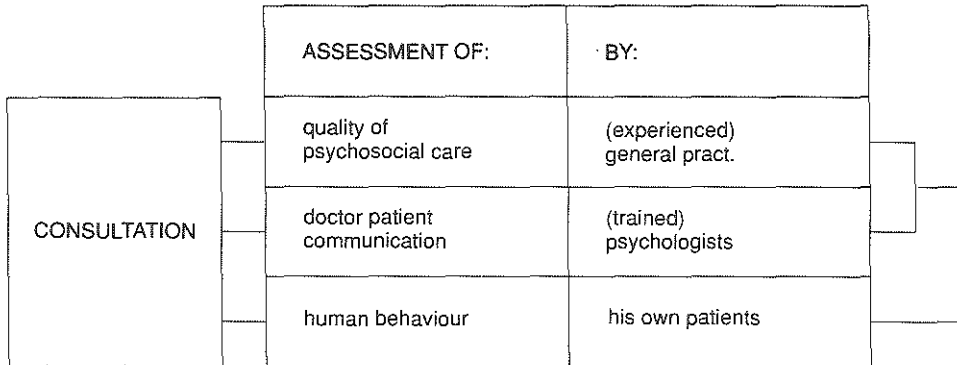 ASSESSMENT OF: BY:
quality of
psychosocial care
(experienced)
general pract.
CONSULTATION
doctor patient
communication
(trained)
psychologists
human behaviour
his own patients